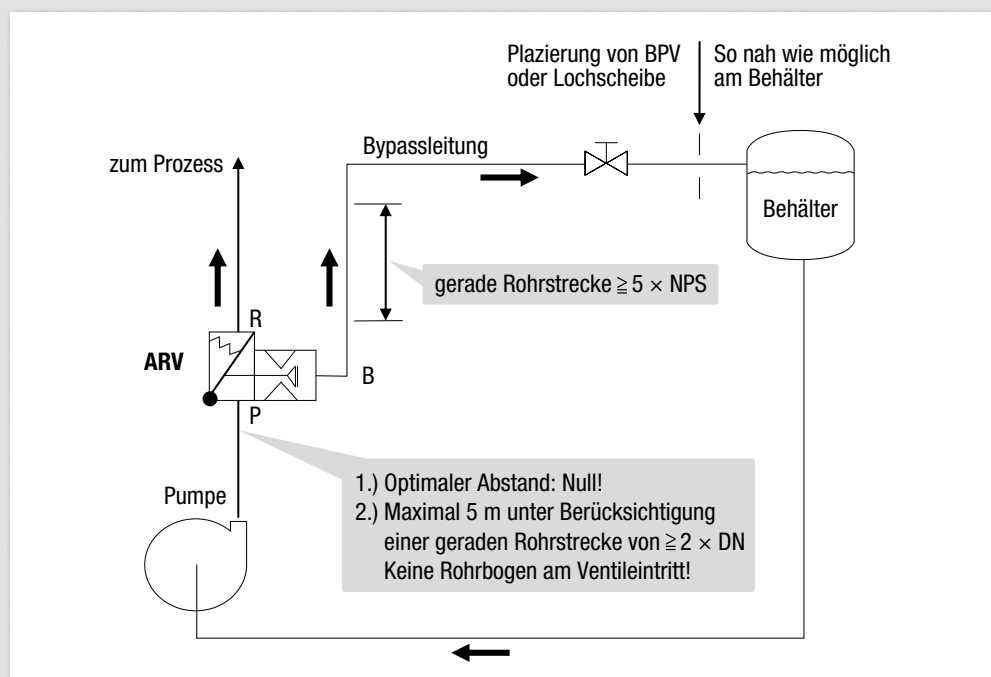 Plazierung von BPV
oder Lochscheibe
So nah wie möglich
am Behälter
Bypassleitung
zum Prozess
Behälter
gerade Rohrstrecke ≧ 5 × NPS
R
ARV
B
P
1.) Optimaler Abstand: Null!
2.) Maximal 5 m unter Berücksichtigung
einer geraden Rohrstrecke von ≧ 2 × DN
Keine Rohrbogen am Ventileintritt!
Pumpe